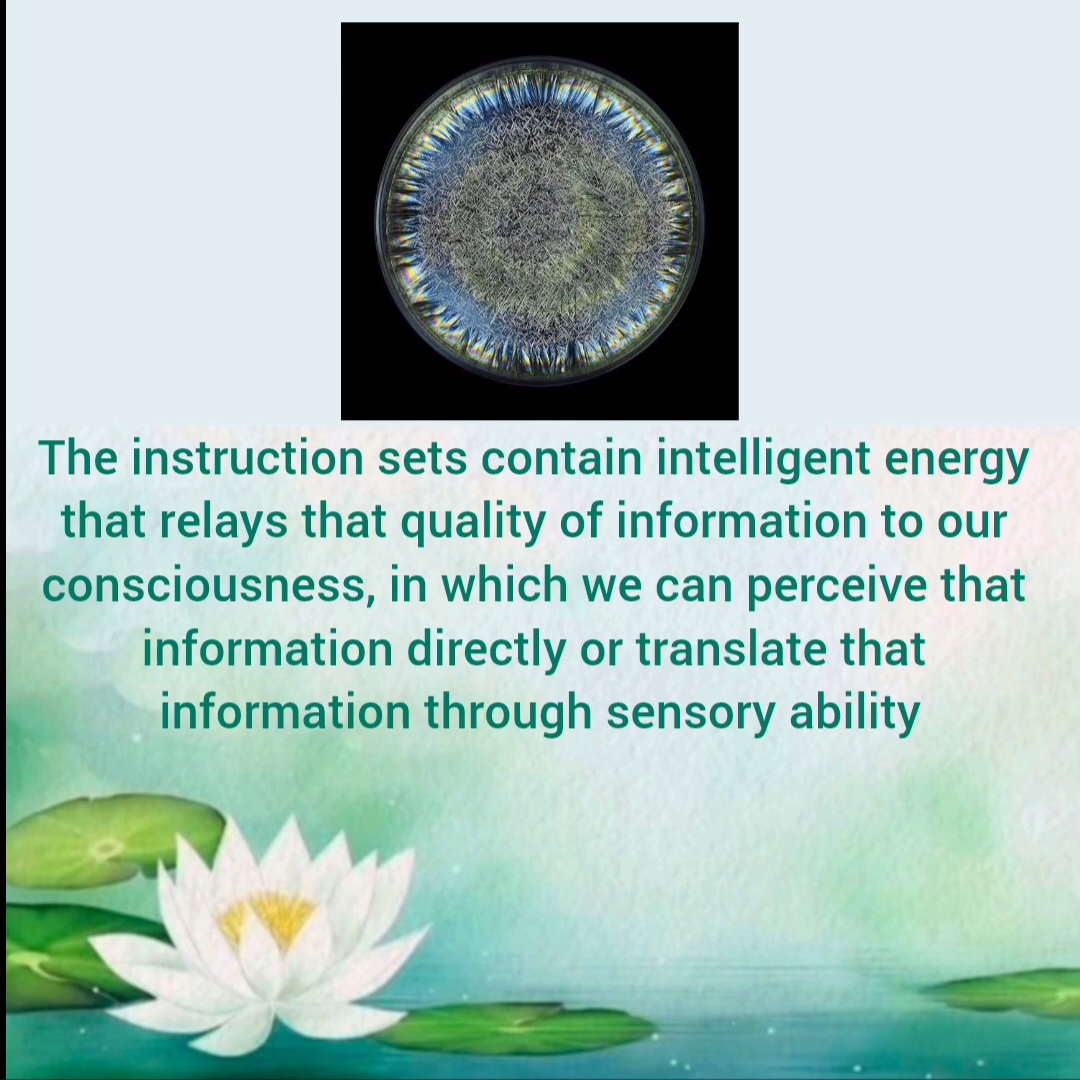 The instruction sets contain intelligent energy
that relays that quality of information to our
consciousness, in which we can perceive that
information directly or translate that
information through sensory ability